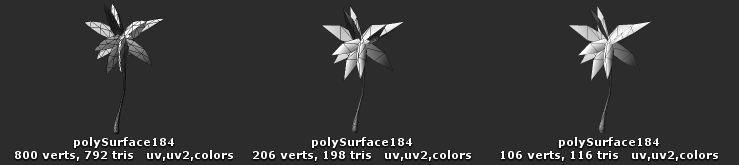 polySurface184
800 verts, 792 tris   uv,uv2,colors
polySurface184
206 verts, 198 tris   uv,uv2,colors
polySurface184
106 verts, 116 tris   uv,uv2,colors